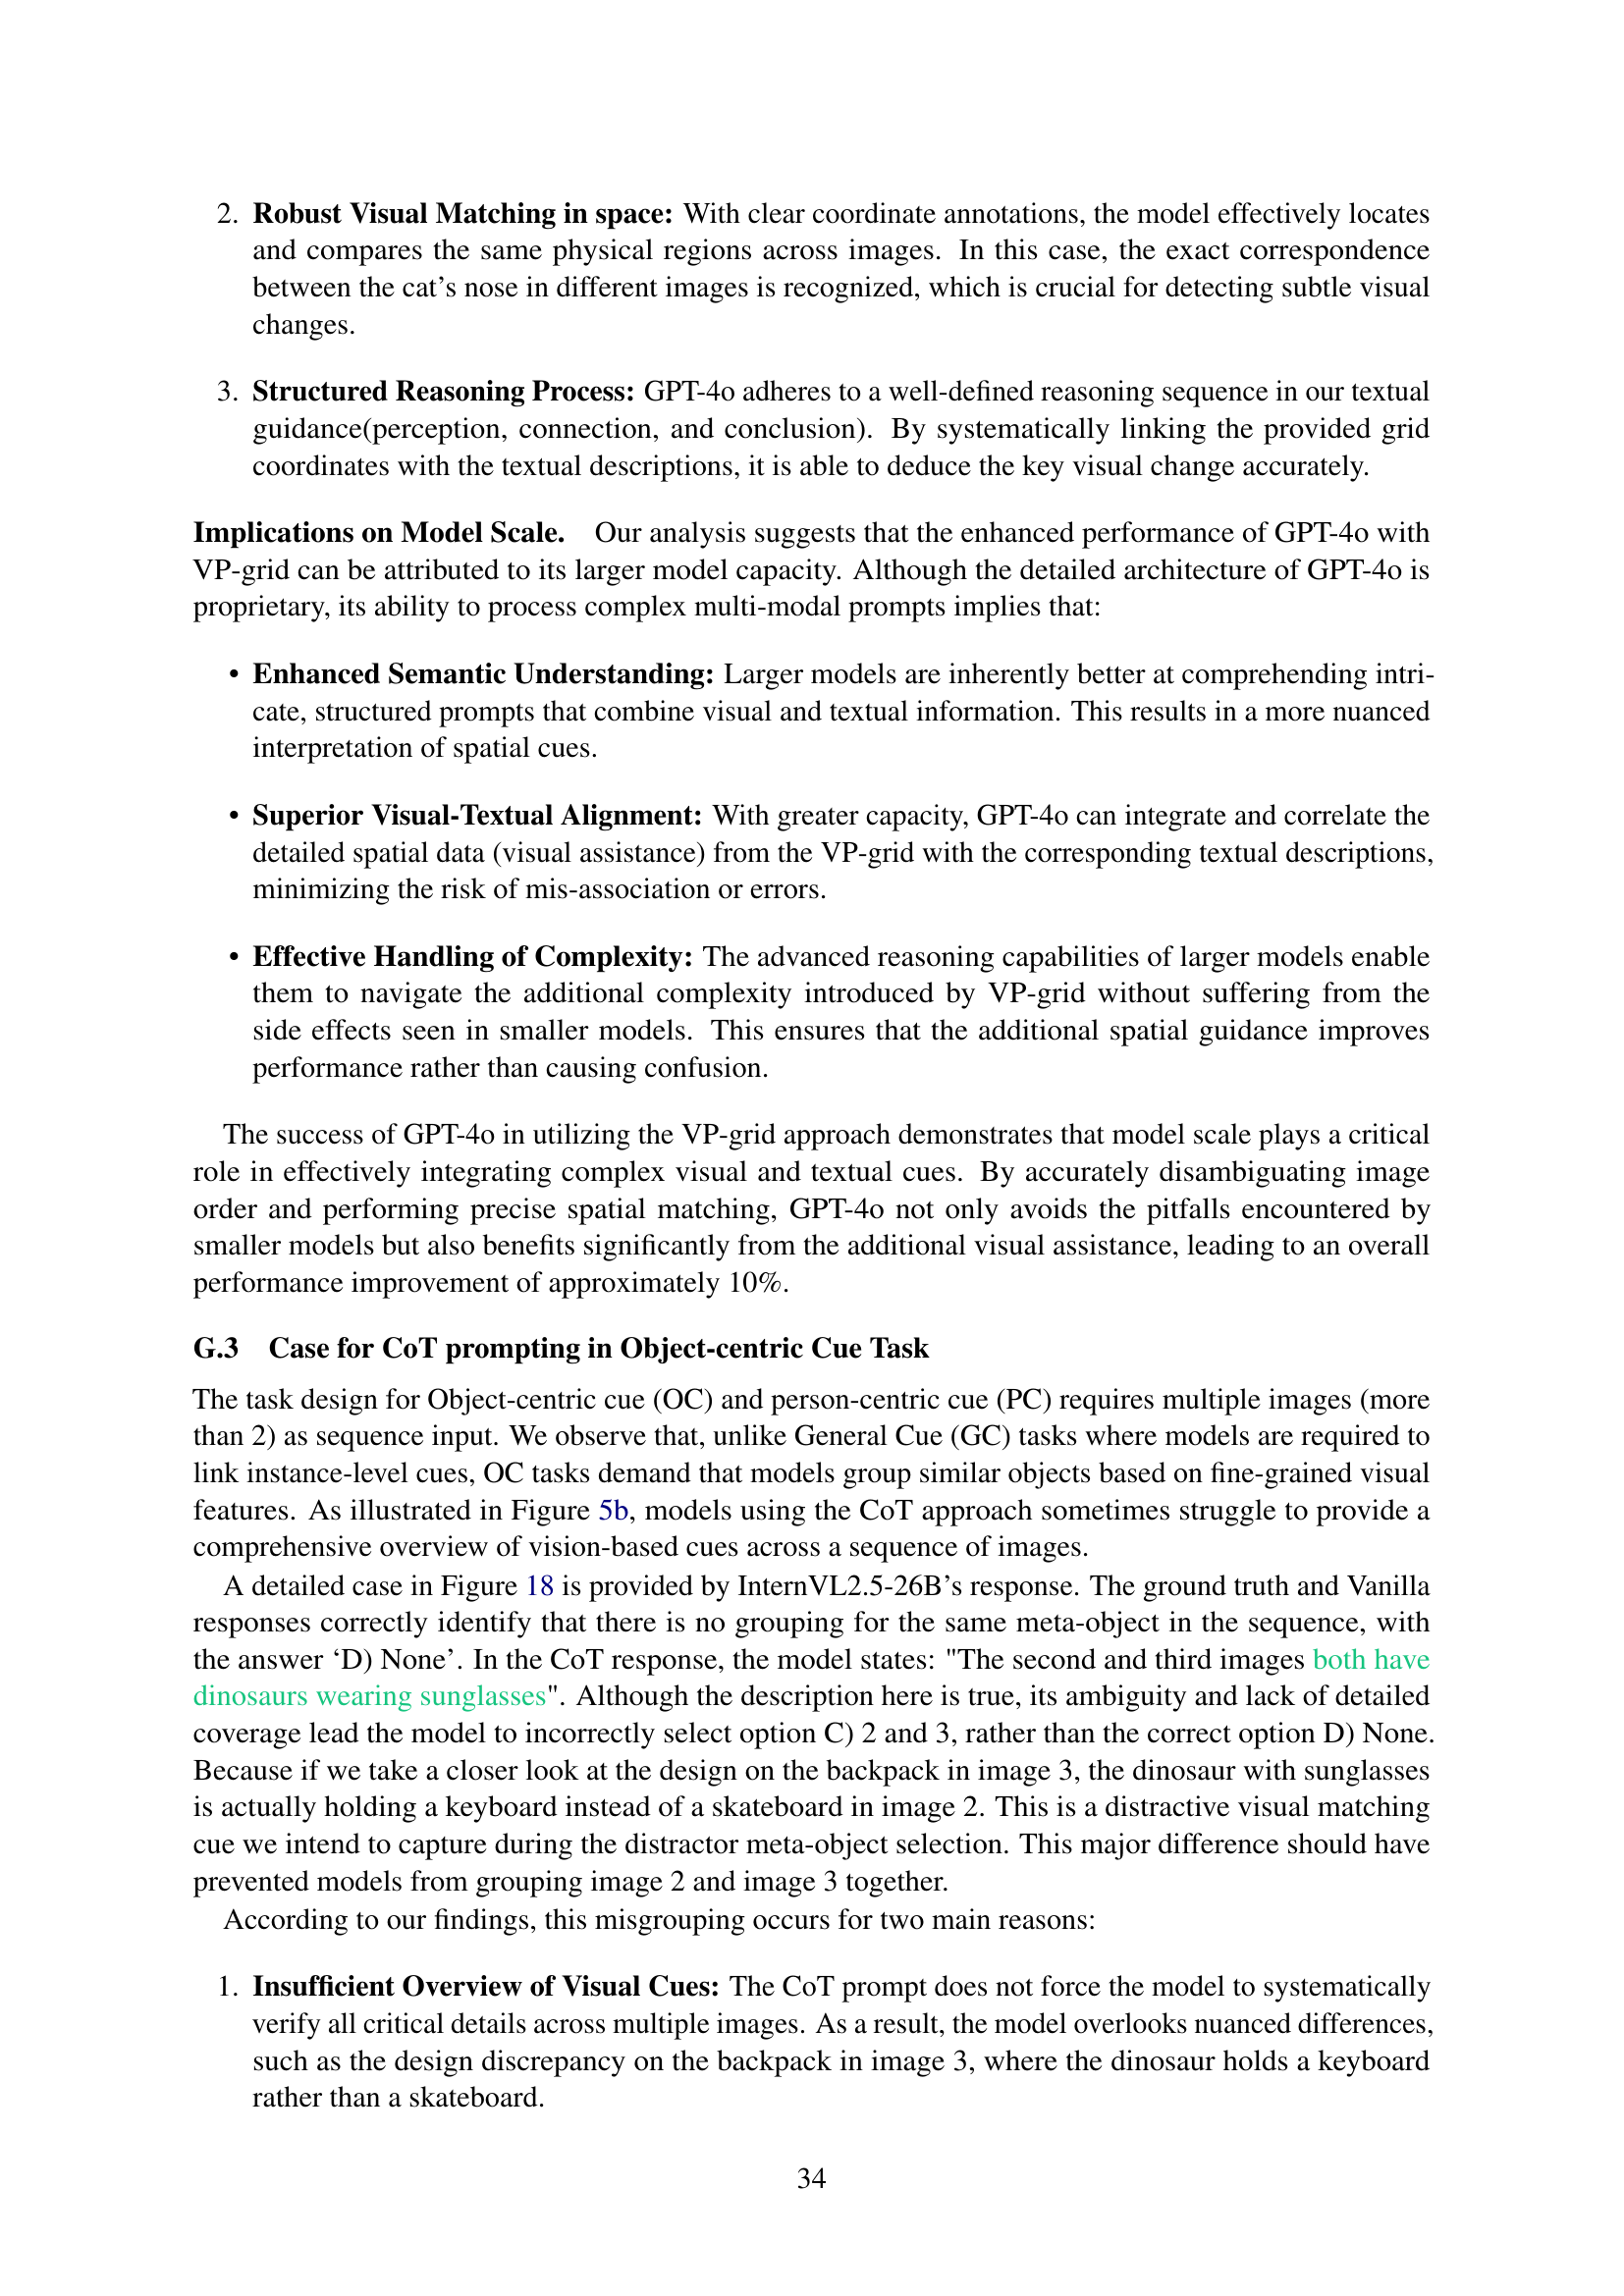 2. Robust Visual Matching in space: With clear coordinate annotations, the model effectively locates
and compares the same physical regions across images. In this case, the exact correspondence
between the cat's nose in different images is recognized, which is crucial for detecting subtle visual
changes.
3. Structured Reasoning Process: GPT-4o adheres to a well-defined reasoning sequence in our textual
guidance(perception, connection, and conclusion). By systematically linking the provided grid
coordinates with the textual descriptions, it is able to deduce the key visual change accurately.
Implications on Model Scale. Our analysis suggests that the enhanced performance of GPT-4o with
VP-grid can be attributed to its larger model capacity. Although the detailed architecture of GPT-4o is
proprietary, its ability to process complex multi-modal prompts implies that:
• Enhanced Semantic Understanding: Larger models are inherently better at comprehending intri-
cate, structured prompts that combine visual and textual information. This results in a more nuanced
interpretation of spatial cues.
• Superior Visual-Textual Alignment: With greater capacity, GPT-4o can integrate and correlate the
detailed spatial data (visual assistance) from the VP-grid with the corresponding textual descriptions,
minimizing the risk of mis-association or errors.
• Effective Handling of Complexity: The advanced reasoning capabilities of larger models enable
them to navigate the additional complexity introduced by VP-grid without suffering from the
side effects seen in smaller models. This ensures that the additional spatial guidance improves
performance rather than causing confusion.
The success of GPT-4o in utilizing the VP-grid approach demonstrates that model scale plays a critical
role in effectively integrating complex visual and textual cues. By accurately disambiguating image
order and performing precise spatial matching, GPT-4o not only avoids the pitfalls encountered by
smaller models but also benefits significantly from the additional visual assistance, leading to an overall
performance improvement of approximately 10%.
G.3 Case for CoT prompting in Object-centric Cue Task
The task design for Object-centric cue (OC) and person-centric cue (PC) requires multiple images (more
than 2) as sequence input. We observe that, unlike General Cue (GC) tasks where models are required to
link instance-level cues, OC tasks demand that models group similar objects based on fine-grained visual
features. As illustrated in Figure 5b, models using the CoT approach sometimes struggle to provide a
comprehensive overview of vision-based cues across a sequence of images.
A detailed case in Figure 18 is provided by InternVL2.5-26B's response. The ground truth and Vanilla
responses correctly identify that there is no grouping for the same meta-object in the sequence, with
the answer ‘D) None’. In the CoT response, the model states: "The second and third images both have
dinosaurs wearing sunglasses". Although the description here is true, its ambiguity and lack of detailed
coverage lead the model to incorrectly select option C) 2 and 3, rather than the correct option D) None.
Because if we take a closer look at the design on the backpack in image 3, the dinosaur with sunglasses
is actually holding a keyboard instead of a skateboard in image 2. This is a distractive visual matching
cue we intend to capture during the distractor meta-object selection. This major difference should have
prevented models from grouping image 2 and image 3 together.
According to our findings, this misgrouping occurs for two main reasons:
1. Insufficient Overview of Visual Cues: The CoT prompt does not force the model to systematically
verify all critical details across multiple images. As a result, the model overlooks nuanced differences,
such as the design discrepancy on the backpack in image 3, where the dinosaur holds a keyboard
rather than a skateboard.
34